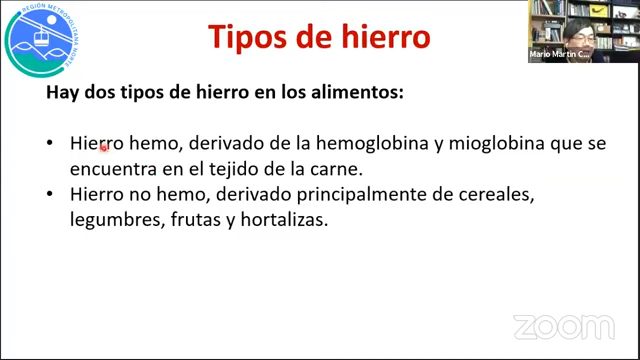 REGIÓN METROPOLITANA NORTE
Tipos de hierro
Mario Martin C...
Hay dos tipos de hierro en los alimentos:
• Hierro hemo, derivado de la hemoglobina y mioglobina que se
encuentra en el tejido de la carne.
• Hierro no hemo, derivado principalmente de cereales,
legumbres, frutas y hortalizas.
zoom